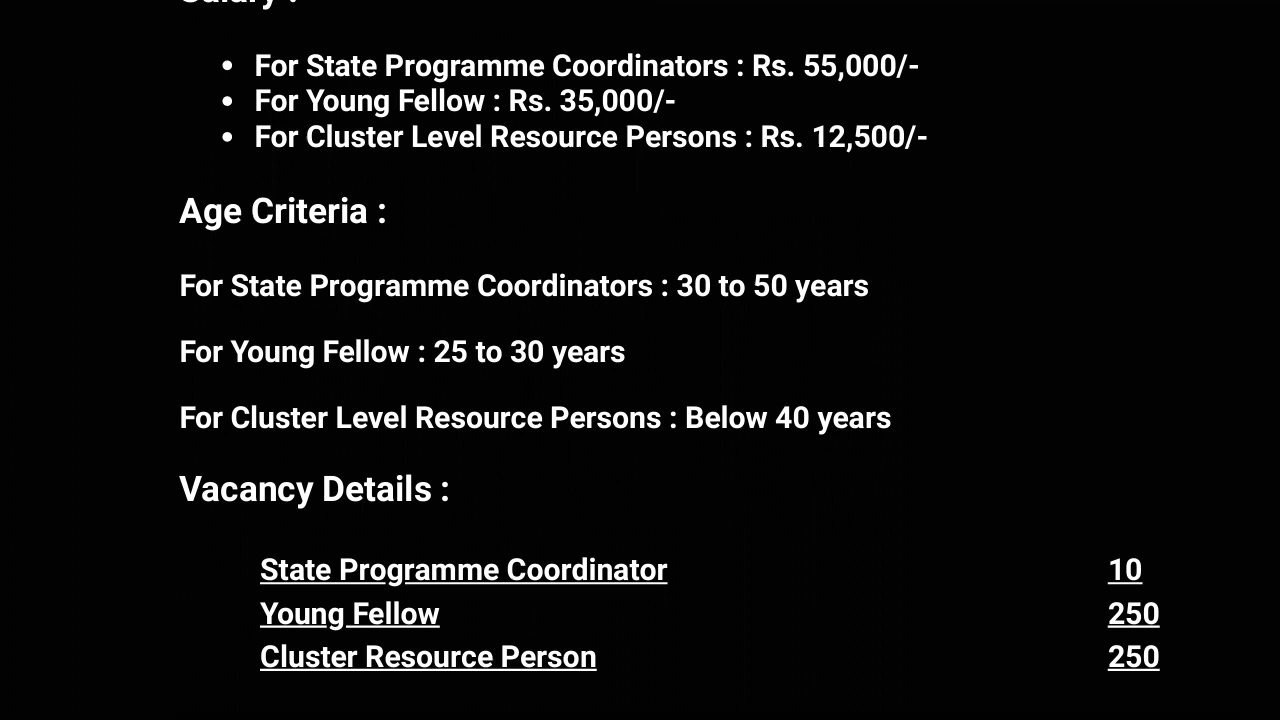 Salary :
• For State Programme Coordinators : Rs. 55,000/-
• For Young Fellow : Rs. 35,000/-
• For Cluster Level Resource Persons : Rs. 12,500/-
Age Criteria :
For State Programme Coordinators : 30 to 50 years
For Young Fellow : 25 to 30 years
For Cluster Level Resource Persons : Below 40 years
Vacancy Details :
State Programme Coordinator 10
Young Fellow 250
Cluster Resource Person 250